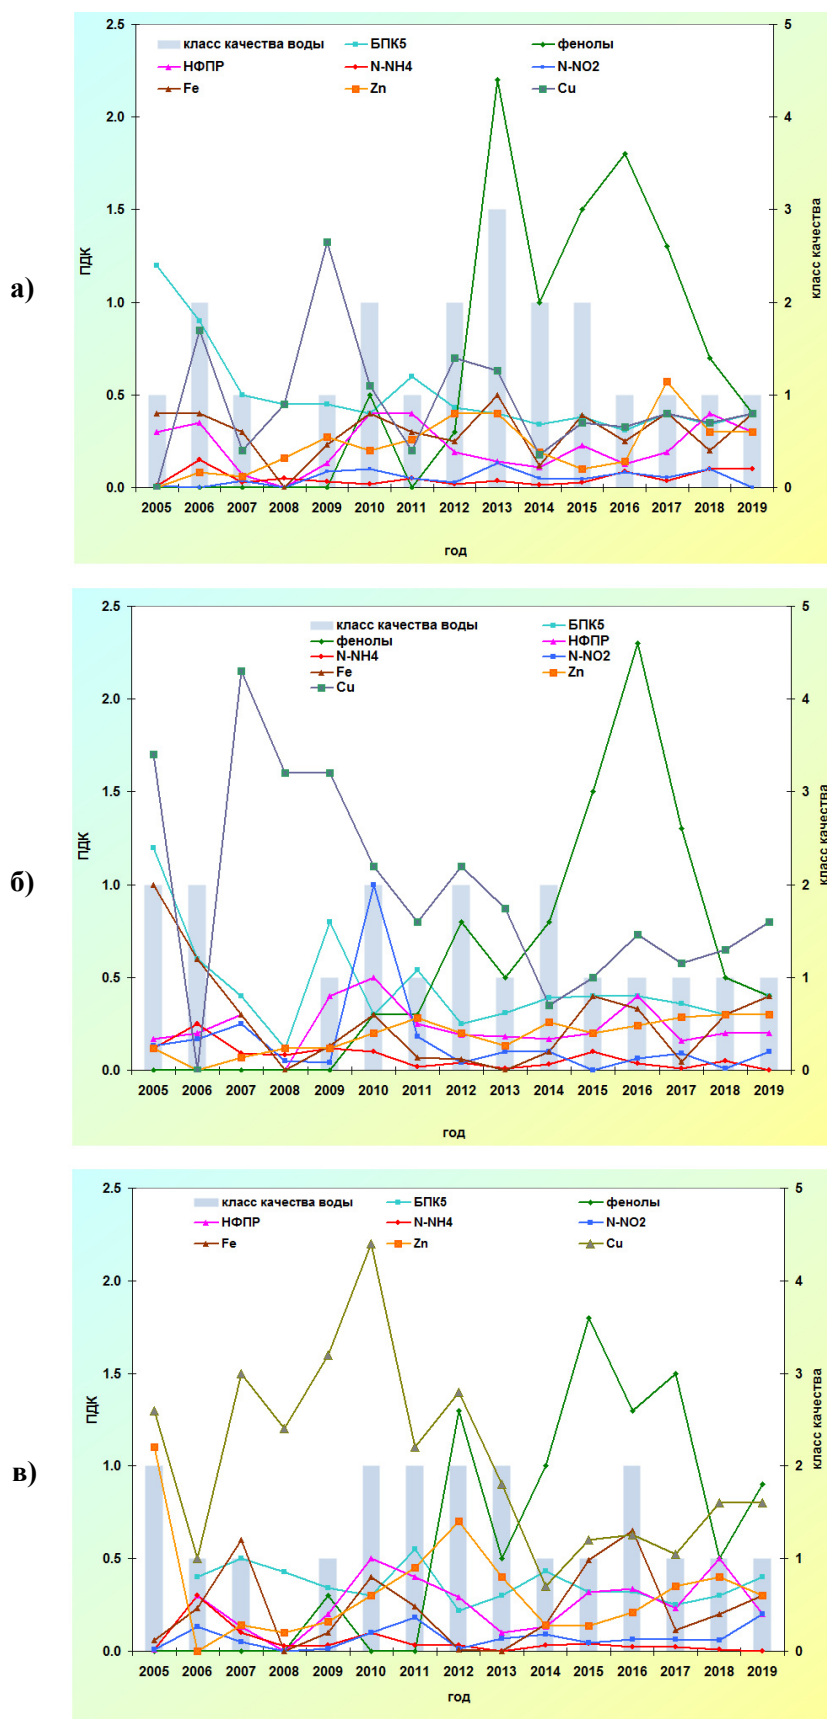 а)
2.5
2.0
1.5
1.0
0.5
0.0
ПДК
класс качества воды БПК5 фенолы
НФПР N-NH4 N-NO2
Fe Zn Cu
5
4
3
2
1
0
класс качества
2005 2006 2007 2008 2009 2010 2011 2012 2013 2014 2015 2016 2017 2018 2019
год
б)
2.5
2.0
1.5
1.0
0.5
0.0
ПДК
класс качества воды БПК5
фенолы НФПР
N-NH4 N-NO2
Fe Zn
Cu
5
4
3
2
1
0
класс качества
2005 2006 2007 2008 2009 2010 2011 2012 2013 2014 2015 2016 2017 2018 2019
год
в)
2.5
2.0
1.5
1.0
0.5
0.0
ПДК
класс качества воды БПК5 фенолы
НФПР N-NH4 N-NO2
Fe Zn Cu
5
4
3
2
1
0
класс качества
2005 2006 2007 2008 2009 2010 2011 2012 2013 2014 2015 2016 2017 2018 2019
год